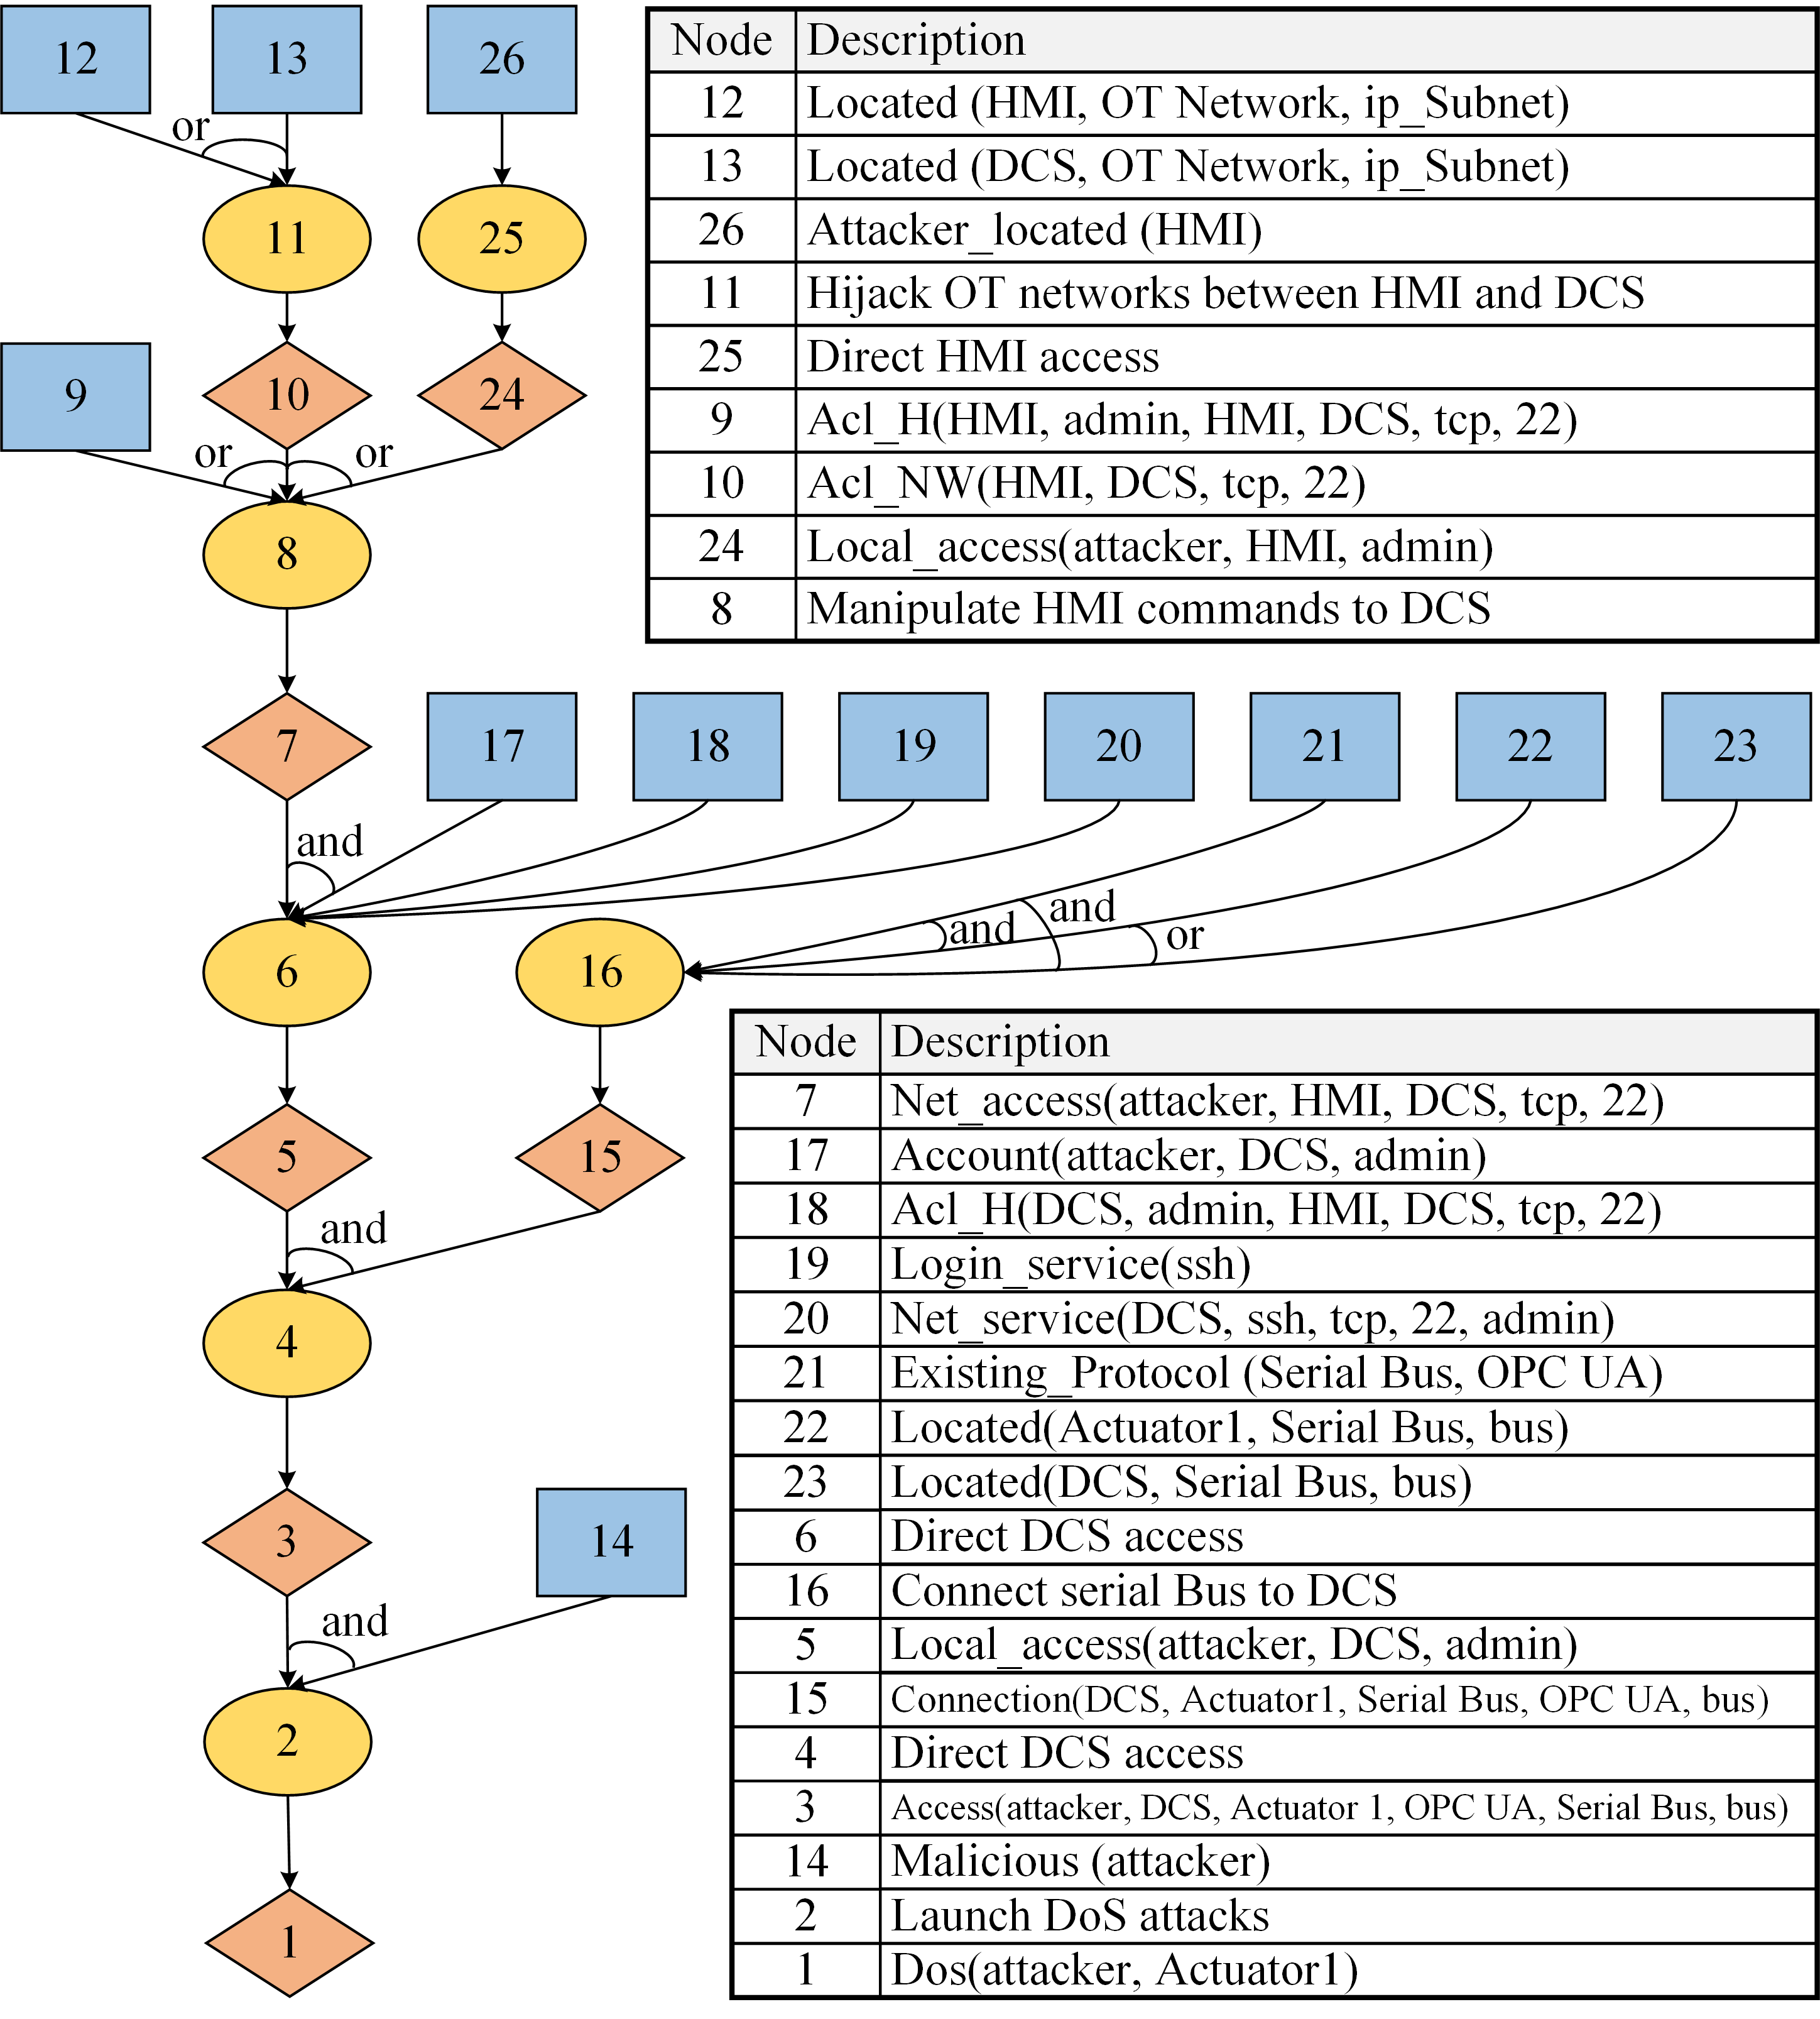 12
13
26
or
11
25
9
10
24
or
or
8
7
17
18
19
20
21
22
23
and
and
and
or
6
16
5
15
and
4
3
14
and
2
1
Node Description
12 Located (HMI, OT Network, ip_Subnet)
13 Located (DCS, OT Network, ip_Subnet)
26 Attacker_located (HMI)
11 Hijack OT networks between HMI and DCS
25 Direct HMI access
9 Acl_H(HMI, admin, HMI, DCS, tcp, 22)
10 Acl_NW(HMI, DCS, tcp, 22)
24 Local_access(attacker, HMI, admin)
8 Manipulate HMI commands to DCS
Node Description
7 Net_access(attacker, HMI, DCS, tcp, 22)
17 Account(attacker, DCS, admin)
18 Acl_H(DCS, admin, HMI, DCS, tcp, 22)
19 Login_service(ssh)
20 Net_service(DCS, ssh, tcp, 22, admin)
21 Existing_Protocol (Serial Bus, OPC UA)
22 Located(Actuator1, Serial Bus, bus)
23 Located(DCS, Serial Bus, bus)
6 Direct DCS access
16 Connect serial Bus to DCS
5 Local_access(attacker, DCS, admin)
15 Connection(DCS, Actuator1, Serial Bus, OPC UA, bus)
4 Direct DCS access
3 Access(attacker, DCS, Actuator 1, OPC UA, Serial Bus, bus)
14 Malicious (attacker)
2 Launch DoS attacks
1 Dos(attacker, Actuator1)